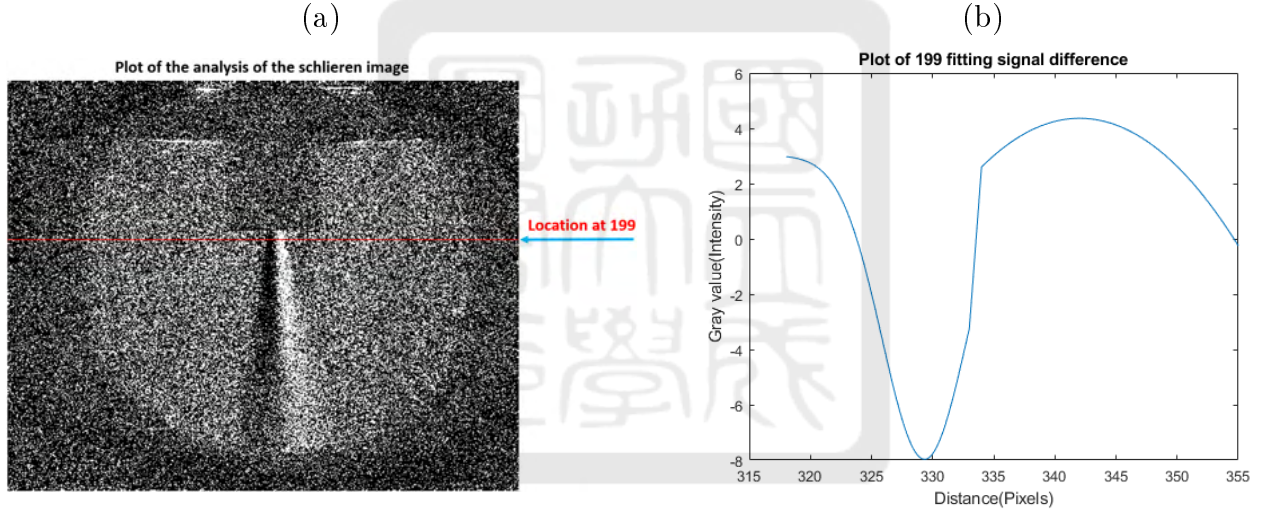 (a)
(b)
Plot of the analysis of the schlieren image
Location at 199
Plot of 199 fitting signal difference
6
4
2
0
-2
-4
-6
-8
Gray value(Intensity)
315 320 325 330 335 340 345 350 355
Distance(Pixels)